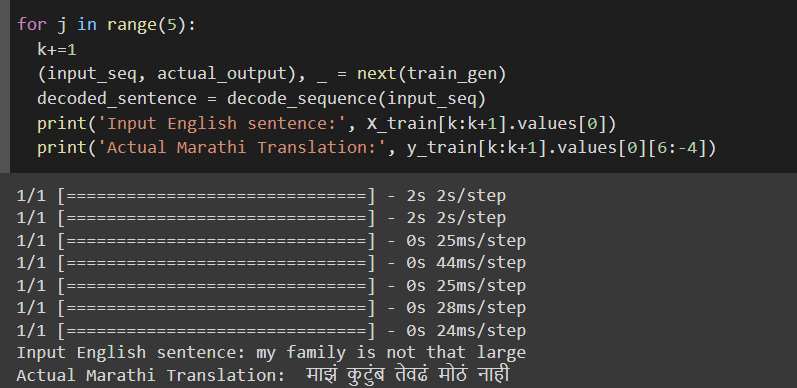 for j in range(5):
  k+=1
  (input_seq, actual_output), _ = next(train_gen)
  decoded_sentence = decode_sequence(input_seq)
  print('Input English sentence:', X_train[k:k+1].values[0])
  print('Actual Marathi Translation:', y_train[k:k+1].values[0][6:-4])
1/1 [==============================] - 2s 2s/step
1/1 [==============================] - 2s 2s/step
1/1 [==============================] - 0s 25ms/step
1/1 [==============================] - 0s 44ms/step
1/1 [==============================] - 0s 25ms/step
1/1 [==============================] - 0s 28ms/step
1/1 [==============================] - 0s 24ms/step
Input English sentence: my family is not that large
Actual Marathi Translation:  माझं कुटुंब तेवढं मोठं नाही